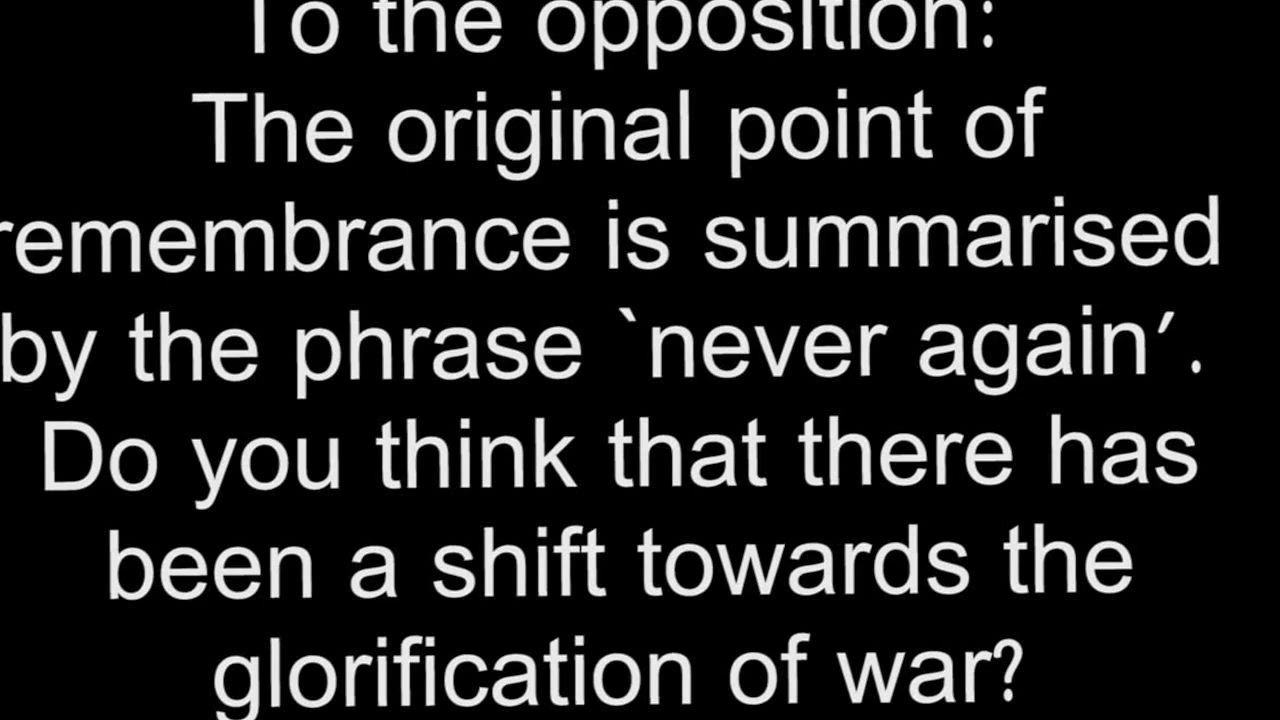 To the opposition:
The original point of
remembrance is summarised
by the phrase `never again’.
Do you think that there has
been a shift towards the
glorification of war?